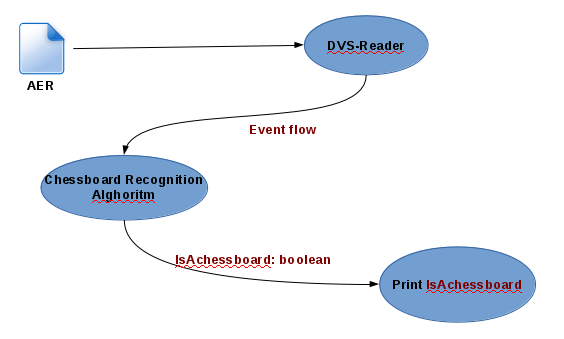 DVS-Reader
AER
Event flow
Chessboard Recognition
Alghoritm
IsAchessboard: boolean
Print IsAchessboard